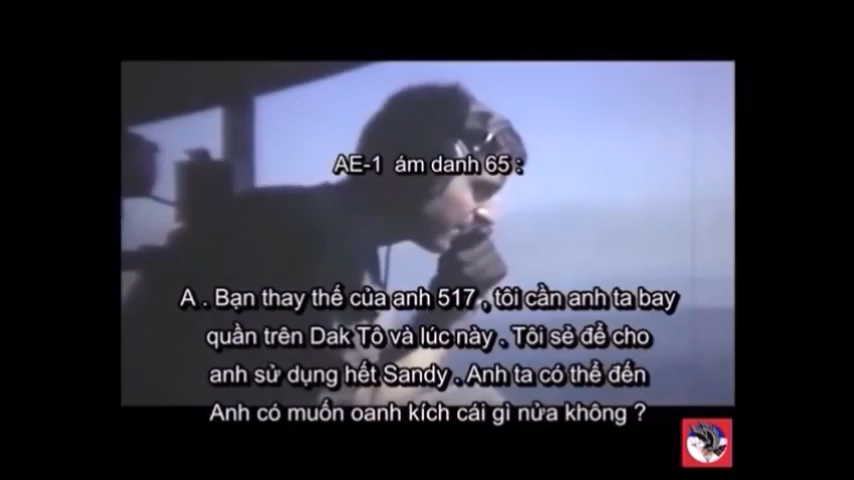 AE-1 ám danh 65 :
A . Bạn thay thế của anh 517 , tôi cần anh ta bay
quần trên Dak Tô và lúc này . Tôi sẻ để cho
anh sử dụng hết Sandy . Anh ta có thể đến
Anh có muốn oanh kích cái gì nửa không ?